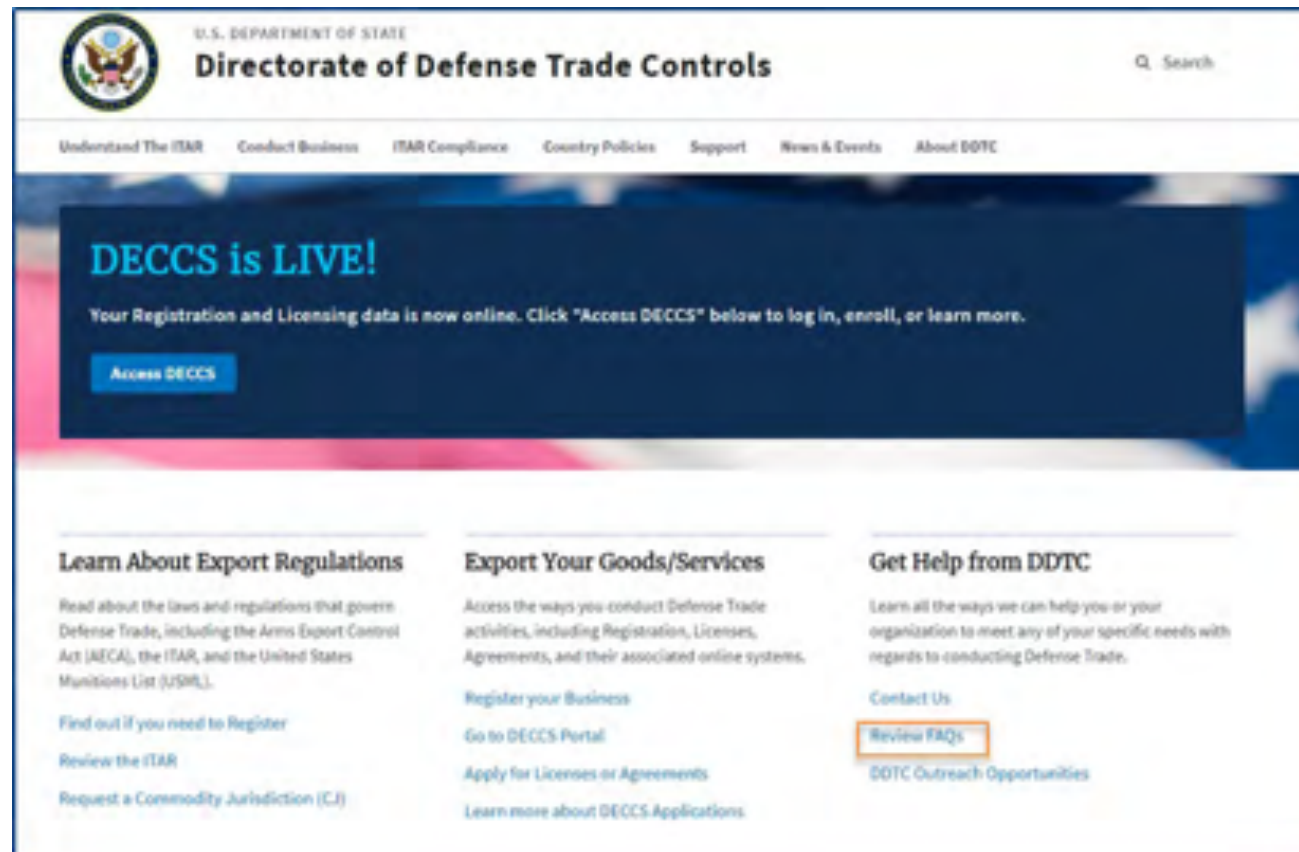 U.S. DEPARTMENT OF STATE
Directorate of Defense Trade Controls
Search
Understand The ITAR Conduct Business ITAR Compliance Country Policies Support News & Events About DDTC
DECCS is LIVE!
Your Registration and Licensing data is now online. Click "Access DECCS" below to log in, enroll, or learn more.
Access DECCS
Learn About Export Regulations
Read about the laws and regulations that govern
Defense Trade, including the Arms Export Control
Act (AECA), the ITAR, and the United States
Munitions List (USML).
Find out if you need to Register
Review the ITAR
Request a Commodity Jurisdiction (CJ)
Export Your Goods/Services
Access the ways you conduct Defense Trade
activities, including Registration, Licenses,
Agreements, and their associated online systems.
Register your Business
Go to DECCS Portal
Apply for Licenses or Agreements
Learn more about DECCS Applications
Get Help from DDTC
Learn all the ways we can help you or your
organization to meet any of your specific needs with
regards to conducting Defense Trade.
Contact Us
Review FAQs
DDTC Outreach Opportunities